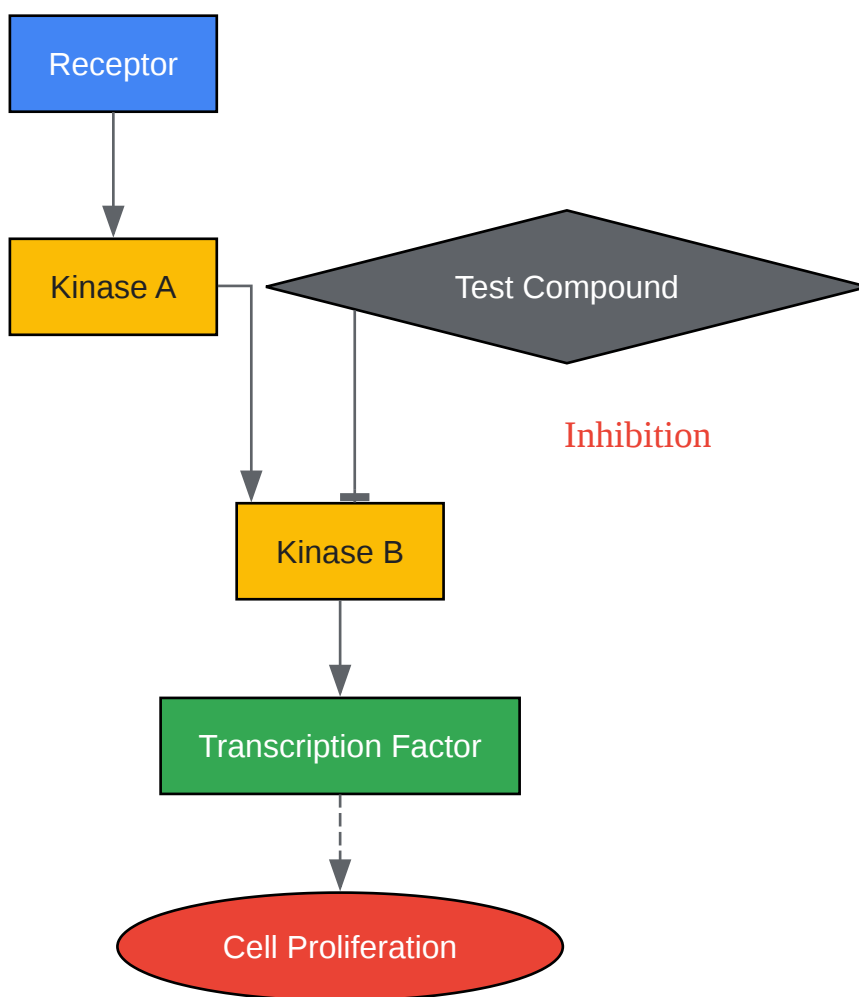 Receptor
Kinase A
Test Compound
Inhibition
Kinase B
Transcription Factor
Cell Proliferation